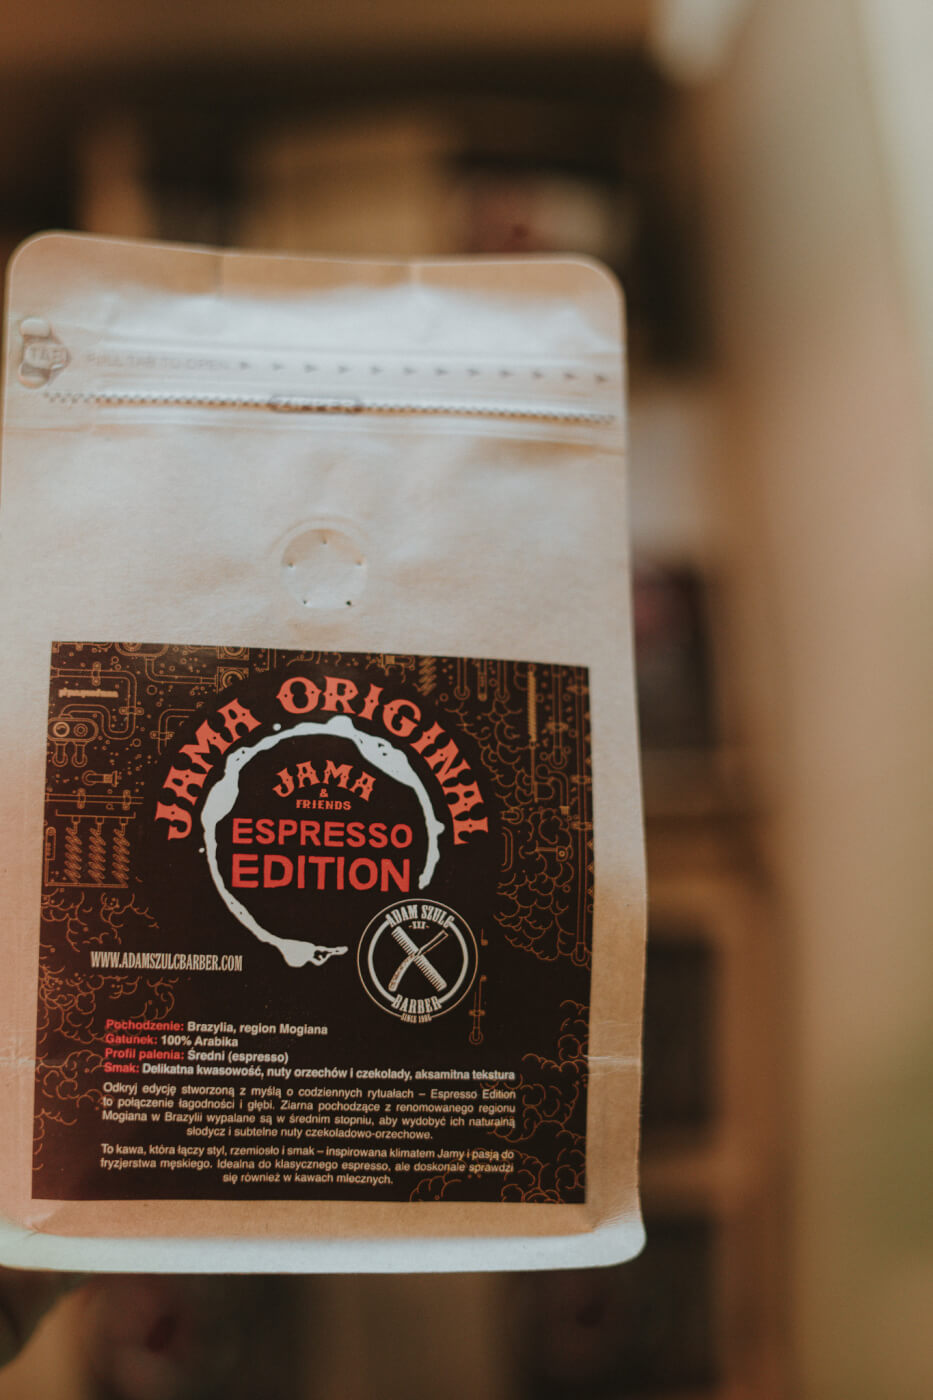 TAB PULL TAB TO OPEN
JAMA ORIGINAL
JAMA
&
FRIENDS
ESPRESSO
EDITION
ADAM SZULC
-XXX-
BARBER
SINCE 1986
WWW.ADAMSZULCBARBER.COM
Pochodzenie: Brazylia, region Mogiana
Gatunek: 100% Arabika
Profil palenia: Średni (espresso)
Smak: Delikatna kwasowość, nuty orzechów i czekolady, aksamitna tekstura
Odkryj edycję stworzoną z myślą o codziennych rytuałach – Espresso Edition
to połączenie łagodności i głębi. Ziarna pochodzące z renomowanego regionu
Mogiana w Brazylii wypalane są w średnim stopniu, aby wydobyć ich naturalną
słodycz i subtelne nuty czekoladowo-orzechowe.
To kawa, która łączy styl, rzemiosło i smak – inspirowana klimatem Jamy i pasją do
fryzjerstwa męskiego. Idealna do klasycznego espresso, ale doskonale sprawdzi
się również w kawach mlecznych.